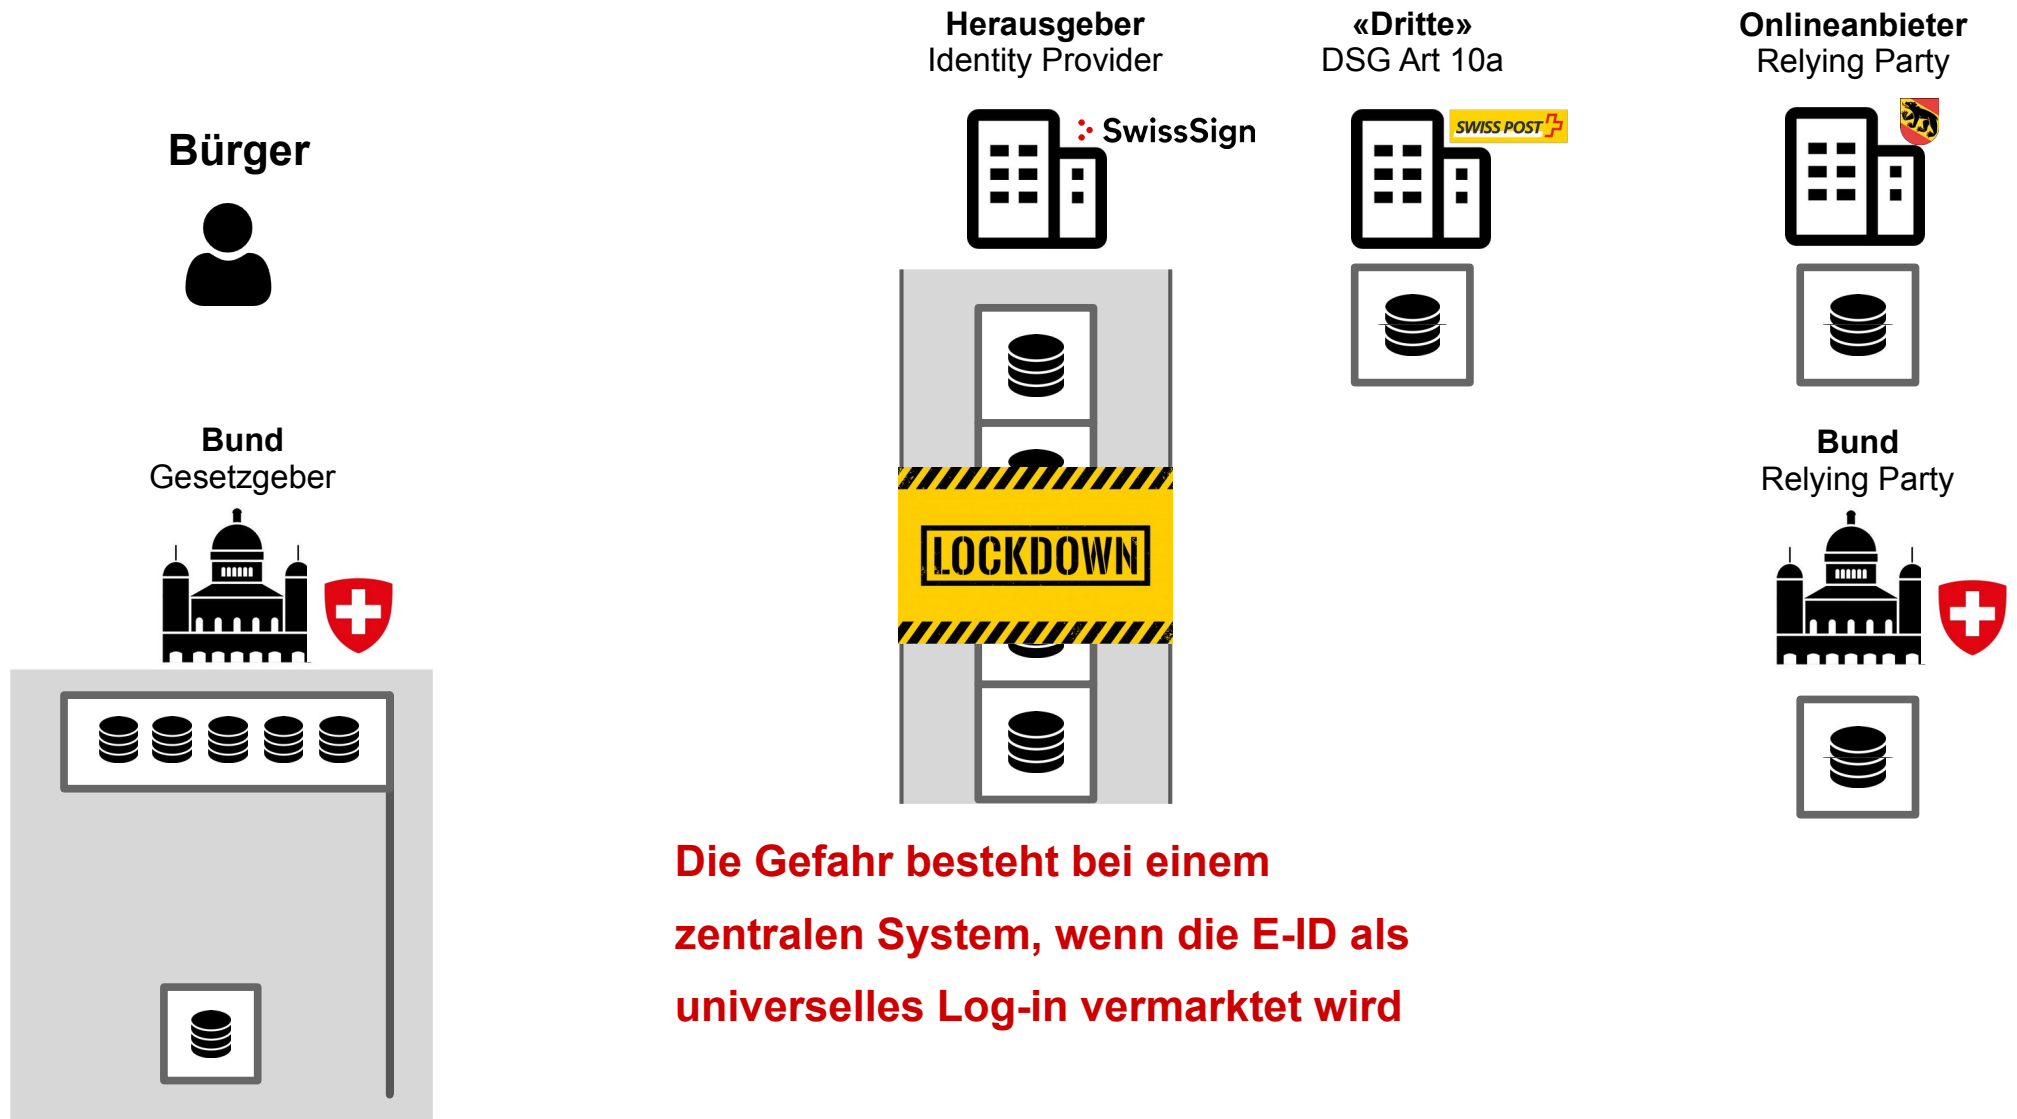 Herausgeber
Identity Provider
«Dritte»
DSG Art 10a
Onlineanbieter
Relying Party
SwissSign
SWISS POST
Bürger
Bund
Gesetzgeber
Bund
Relying Party
LOCKDOWN
Die Gefahr besteht bei einem
zentralen System, wenn die E-ID als
universelles Log-in vermarktet wird